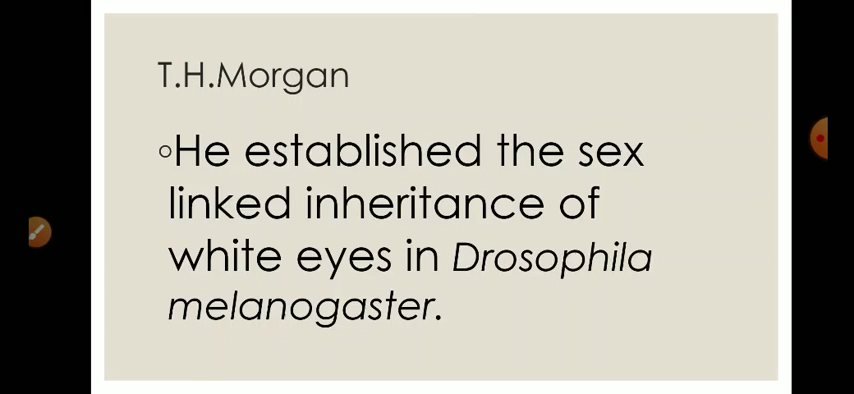 T.H.Morgan
◦He established the sex
linked inheritance of
white eyes in Drosophila
melanogaster.